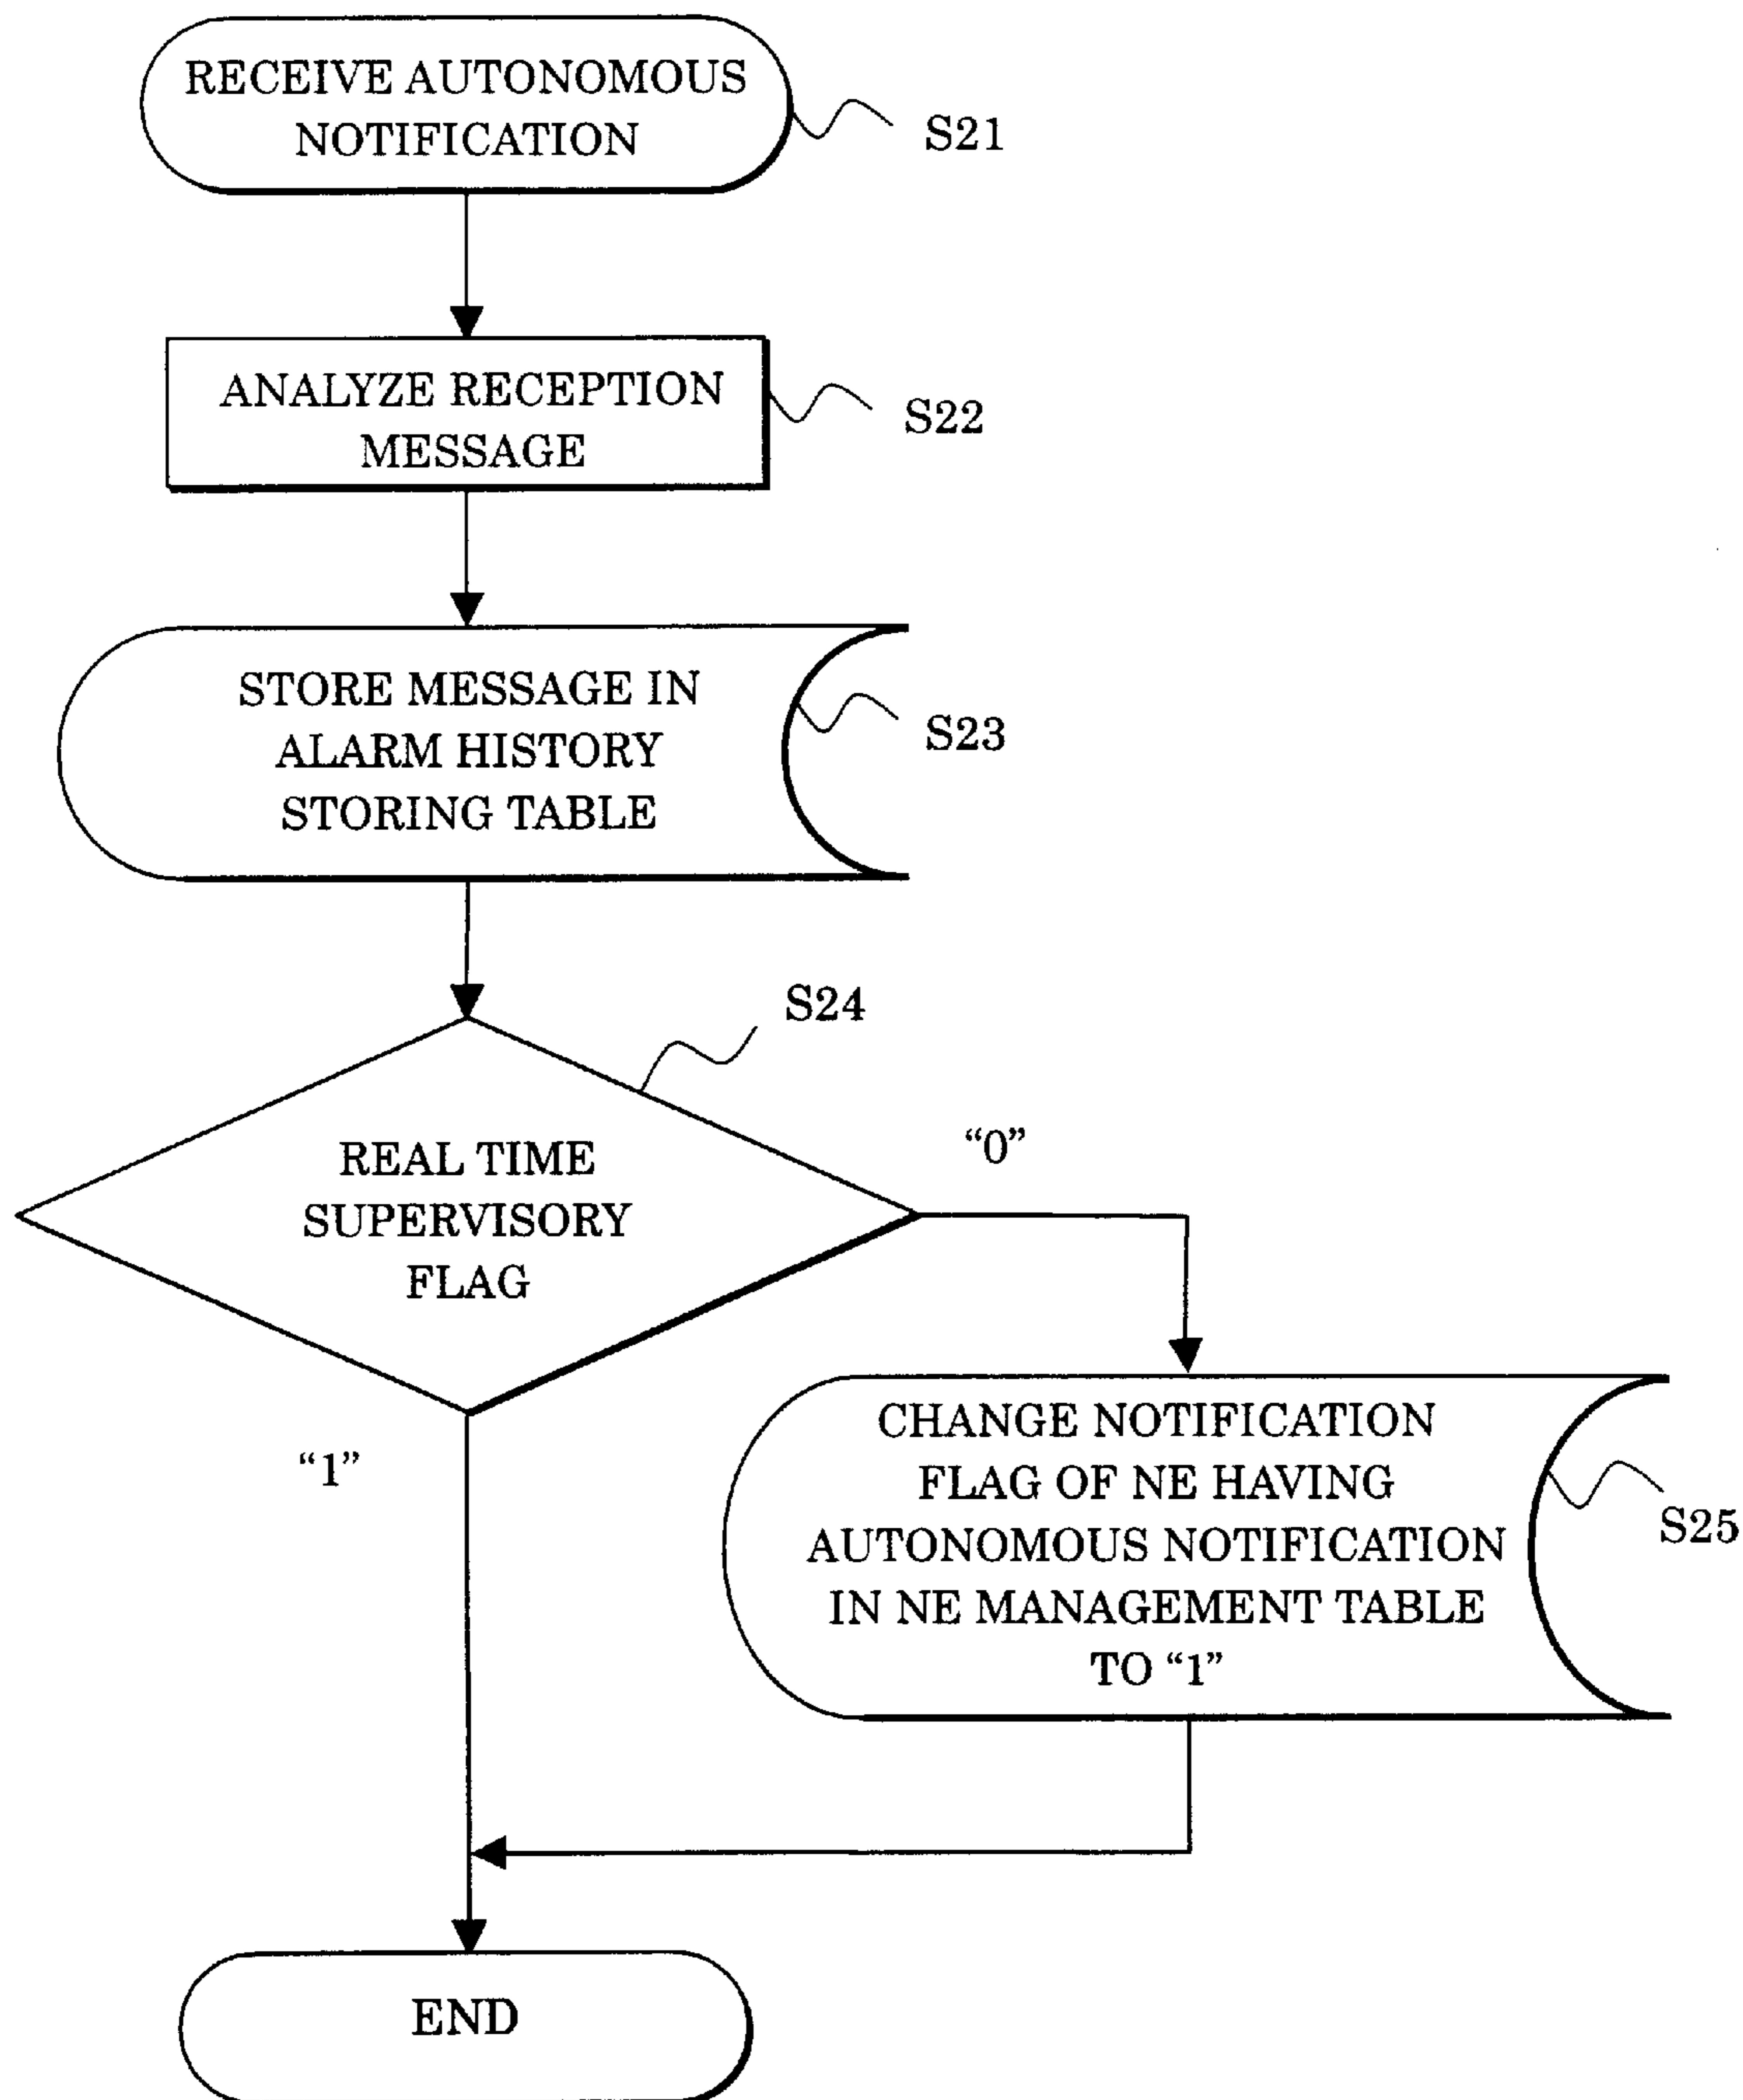 RECEIVE AUTONOMOUS
NOTIFICATION
S21
ANALYZE RECEPTION
MESSAGE
S22
STORE MESSAGE IN
ALARM HISTORY
STORING TABLE
S23
S24
REAL TIME
SUPERVISORY
FLAG
“0”
“1”
CHANGE NOTIFICATION
FLAG OF NE HAVING
AUTONOMOUS NOTIFICATION
IN NE MANAGEMENT TABLE
TO “1”
S25
END